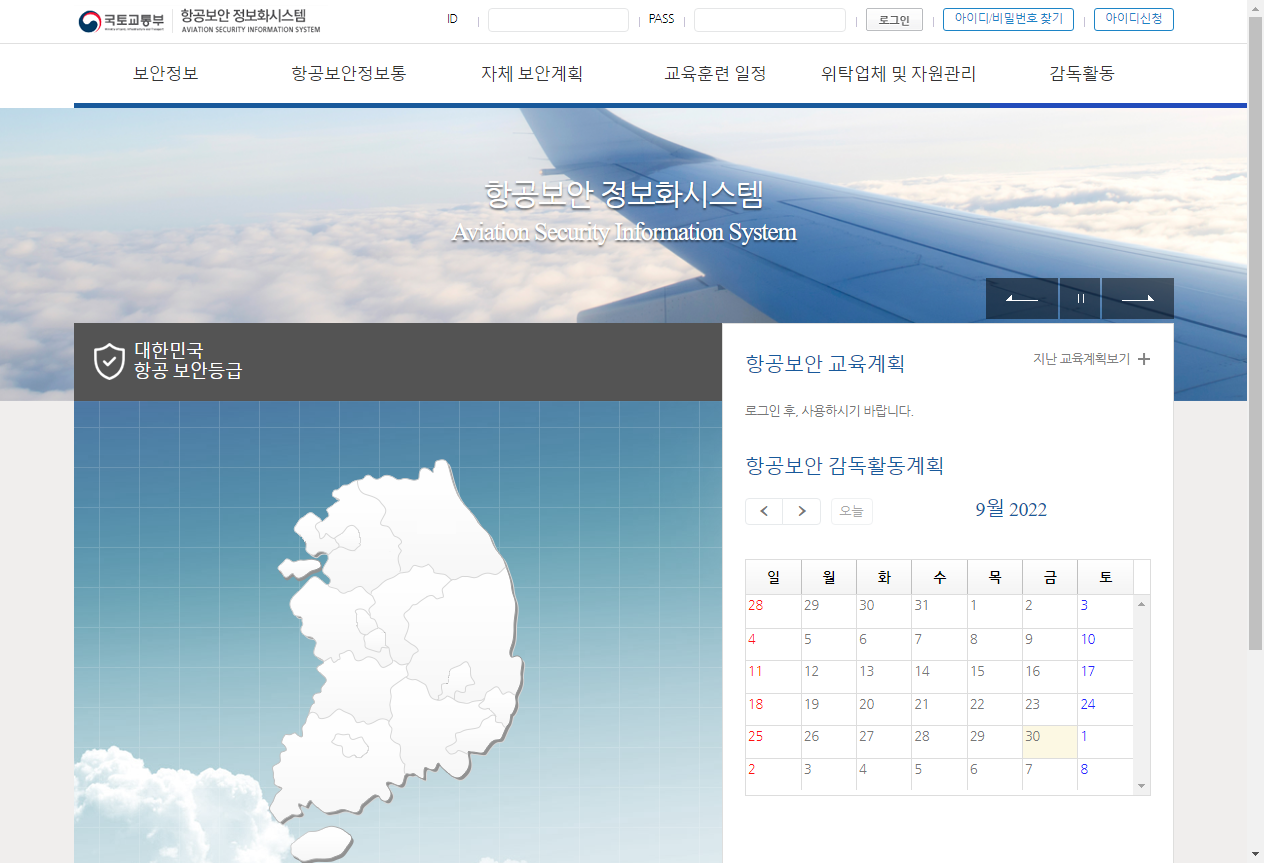 국토교통부 항공보안 정보화시스템
AVIATION SECURITY INFORMATION SYSTEM
ID PASS 로그인 아이디/비밀번호 찾기 아이디신청
보안정보 항공보안정보통 자체 보안계획 교육훈련 일정 위탁업체 및 자원관리 감독활동
항공보안 정보화시스템
Aviation Security Information System
대한민국
항공 보안등급
항공보안 교육계획 지난 교육계획보기
로그인 후, 사용하시기 바랍니다.
항공보안 감독활동계획
오늘 9월 2022
일 월 화 수 목 금 토
28 29 30 31 1 2 3
4 5 6 7 8 9 10
11 12 13 14 15 16 17
18 19 20 21 22 23 24
25 26 27 28 29 30 1
2 3 4 5 6 7 8